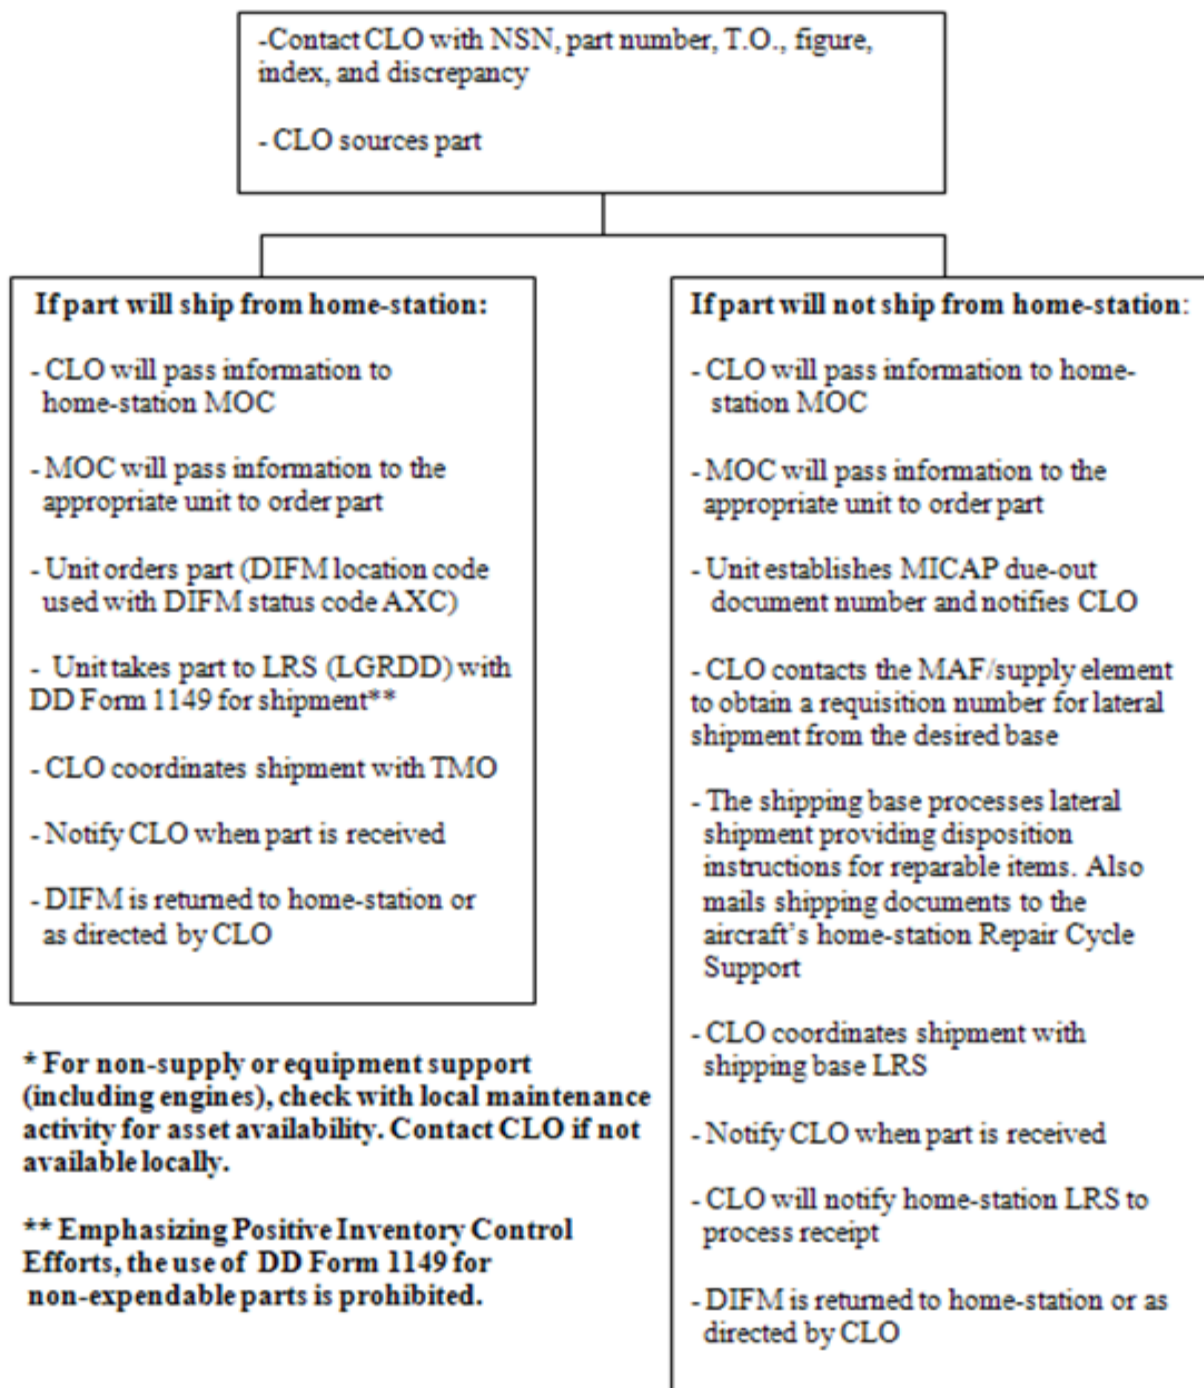 -Contact CLO with NSN, part number, T.O., figure,
index, and discrepancy
- CLO sources part
If part will ship from home-station:
- CLO will pass information to
home-station MOC
- MOC will pass information to the
appropriate unit to order part
- Unit orders part (DIFM location code
used with DIFM status code AXC)
- Unit takes part to LRS (LGRDD) with
DD Form 1149 for shipment**
- CLO coordinates shipment with TMO
- Notify CLO when part is received
- DIFM is returned to home-station or
as directed by CLO
* For non-supply or equipment support
(including engines), check with local maintenance
activity for asset availability. Contact CLO if not
available locally.
** Emphasizing Positive Inventory Control
Efforts, the use of DD Form 1149 for
non-expendable parts is prohibited.
If part will not ship from home-station:
- CLO will pass information to home-
station MOC
- MOC will pass information to the
appropriate unit to order part
- Unit establishes MICAP due-out
document number and notifies CLO
- CLO contacts the MAF/supply element
to obtain a requisition number for lateral
shipment from the desired base
- The shipping base processes lateral
shipment providing disposition
instructions for reparable items. Also
mails shipping documents to the
aircraft's home-station Repair Cycle
Support
- CLO coordinates shipment with
shipping base LRS
- Notify CLO when part is received
- CLO will notify home-station LRS to
process receipt
- DIFM is returned to home-station or as
directed by CLO